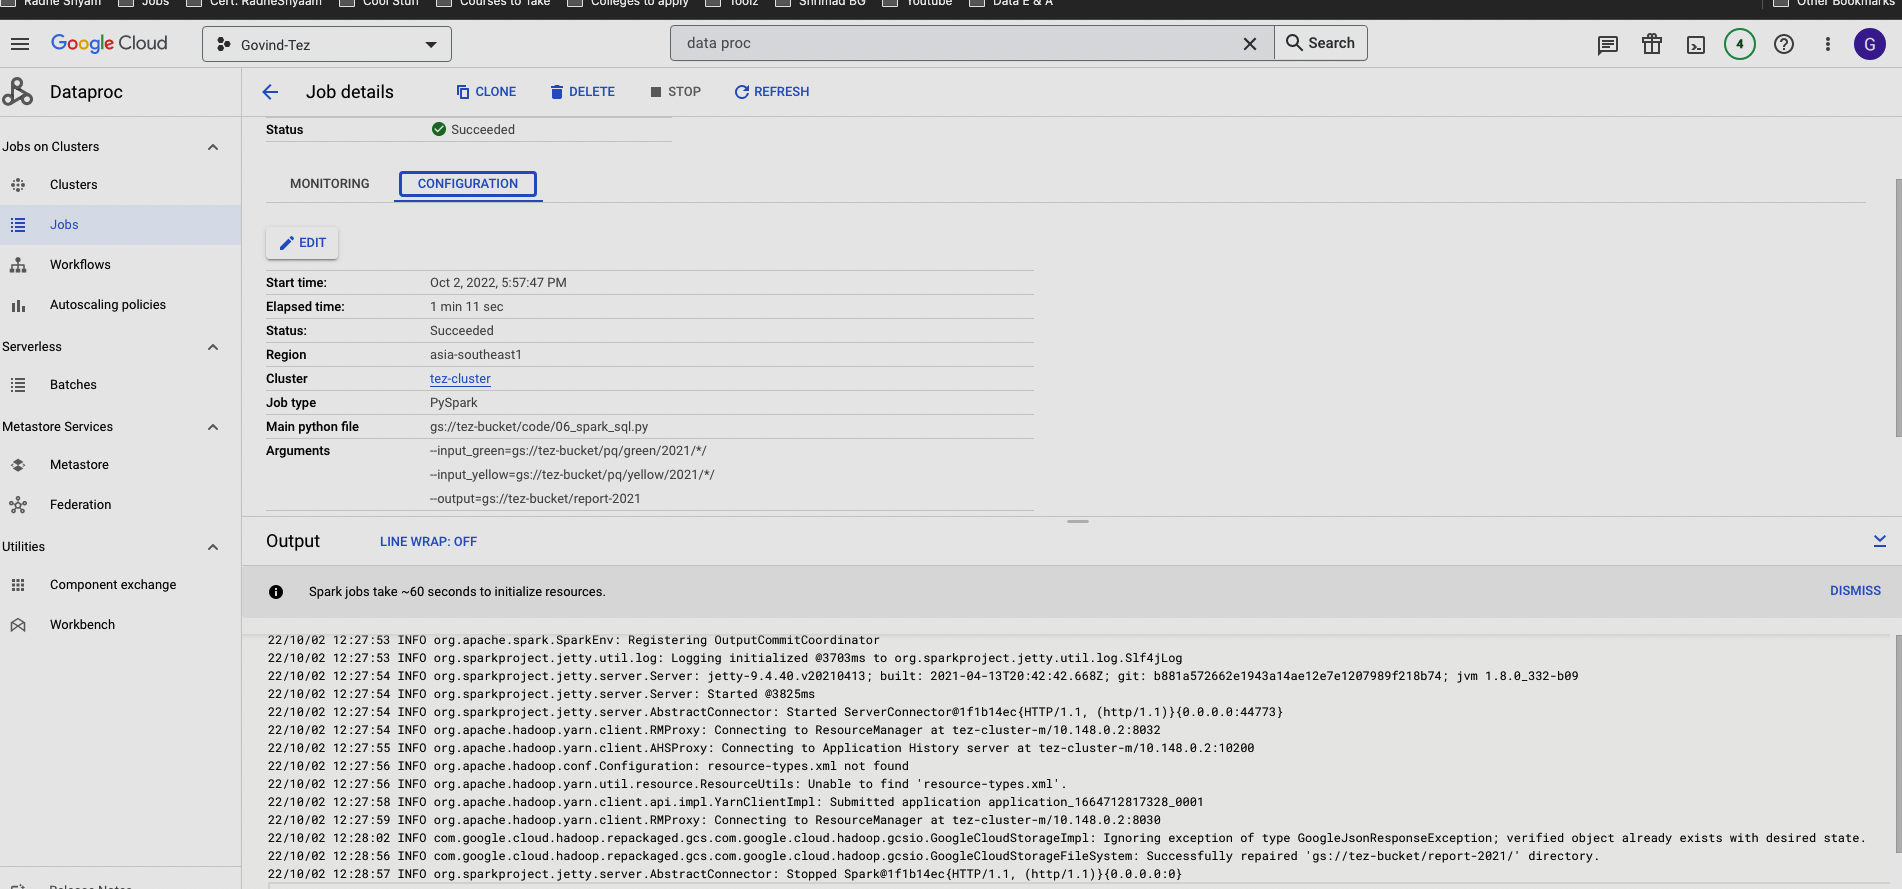 Radhe Shyam Jobs Cert. RadheShyaam Cool Stuff Courses to Take Colleges to apply Toolz Shrimad BG Youtube Data E & A Other Bookmarks
Google Cloud Govind-Tez data proc Search 4 G
Dataproc
Job details CLONE DELETE STOP REFRESH
Jobs on Clusters
Clusters
Jobs
Workflows
Autoscaling policies
Serverless
Batches
Metastore Services
Metastore
Federation
Utilities
Component exchange
Workbench
Release Notes
Status Succeeded
MONITORING CONFIGURATION
EDIT
Start time: Oct 2, 2022, 5:57:47 PM
Elapsed time: 1 min 11 sec
Status: Succeeded
Region asia-southeast1
Cluster tez-cluster
Job type PySpark
Main python file gs://tez-bucket/code/06_spark_sql.py
Arguments --input_green=gs://tez-bucket/pq/green/2021/*/
--input_yellow=gs://tez-bucket/pq/yellow/2021/*/
--output=gs://tez-bucket/report-2021
Output LINE WRAP: OFF
Spark jobs take ~60 seconds to initialize resources. DISMISS
22/10/02 12:27:53 INFO org.apache.spark.SparkEnv: Registering OutputCommitCoordinator
22/10/02 12:27:53 INFO org.sparkproject.jetty.util.log: Logging initialized @3703ms to org.sparkproject.jetty.util.log.Slf4jLog
22/10/02 12:27:54 INFO org.sparkproject.jetty.server.Server: jetty-9.4.40.v20210413; built: 2021-04-13T20:42:42.668Z; git: b881a572662e1943a14ae12e7e1207989f218b74; jvm 1.8.0_332-b09
22/10/02 12:27:54 INFO org.sparkproject.jetty.server.Server: Started @3825ms
22/10/02 12:27:54 INFO org.sparkproject.jetty.server.AbstractConnector: Started ServerConnector@1f1b14ec{HTTP/1.1, (http/1.1)}{0.0.0.0:44773}
22/10/02 12:27:54 INFO org.apache.hadoop.yarn.client.RMProxy: Connecting to ResourceManager at tez-cluster-m/10.148.0.2:8032
22/10/02 12:27:55 INFO org.apache.hadoop.yarn.client.AHSProxy: Connecting to Application History server at tez-cluster-m/10.148.0.2:10200
22/10/02 12:27:56 INFO org.apache.hadoop.conf.Configuration: resource-types.xml not found
22/10/02 12:27:56 INFO org.apache.hadoop.yarn.util.resource.ResourceUtils: Unable to find 'resource-types.xml'.
22/10/02 12:27:58 INFO org.apache.hadoop.yarn.client.api.impl.YarnClientImpl: Submitted application application_1664712817328_0001
22/10/02 12:27:59 INFO org.apache.hadoop.yarn.client.RMProxy: Connecting to ResourceManager at tez-cluster-m/10.148.0.2:8030
22/10/02 12:28:02 INFO com.google.cloud.hadoop.repackaged.gcs.com.google.cloud.hadoop.gcsio.GoogleCloudStorageImpl: Ignoring exception of type GoogleJsonResponseException; verified object already exists with desired state.
22/10/02 12:28:56 INFO com.google.cloud.hadoop.repackaged.gcs.com.google.cloud.hadoop.gcsio.GoogleCloudStorageFileSystem: Successfully repaired 'gs://tez-bucket/report-2021/' directory.
22/10/02 12:28:57 INFO org.sparkproject.jetty.server.AbstractConnector: Stopped Spark@1f1b14ec{HTTP/1.1, (http/1.1)}{0.0.0.0:0}